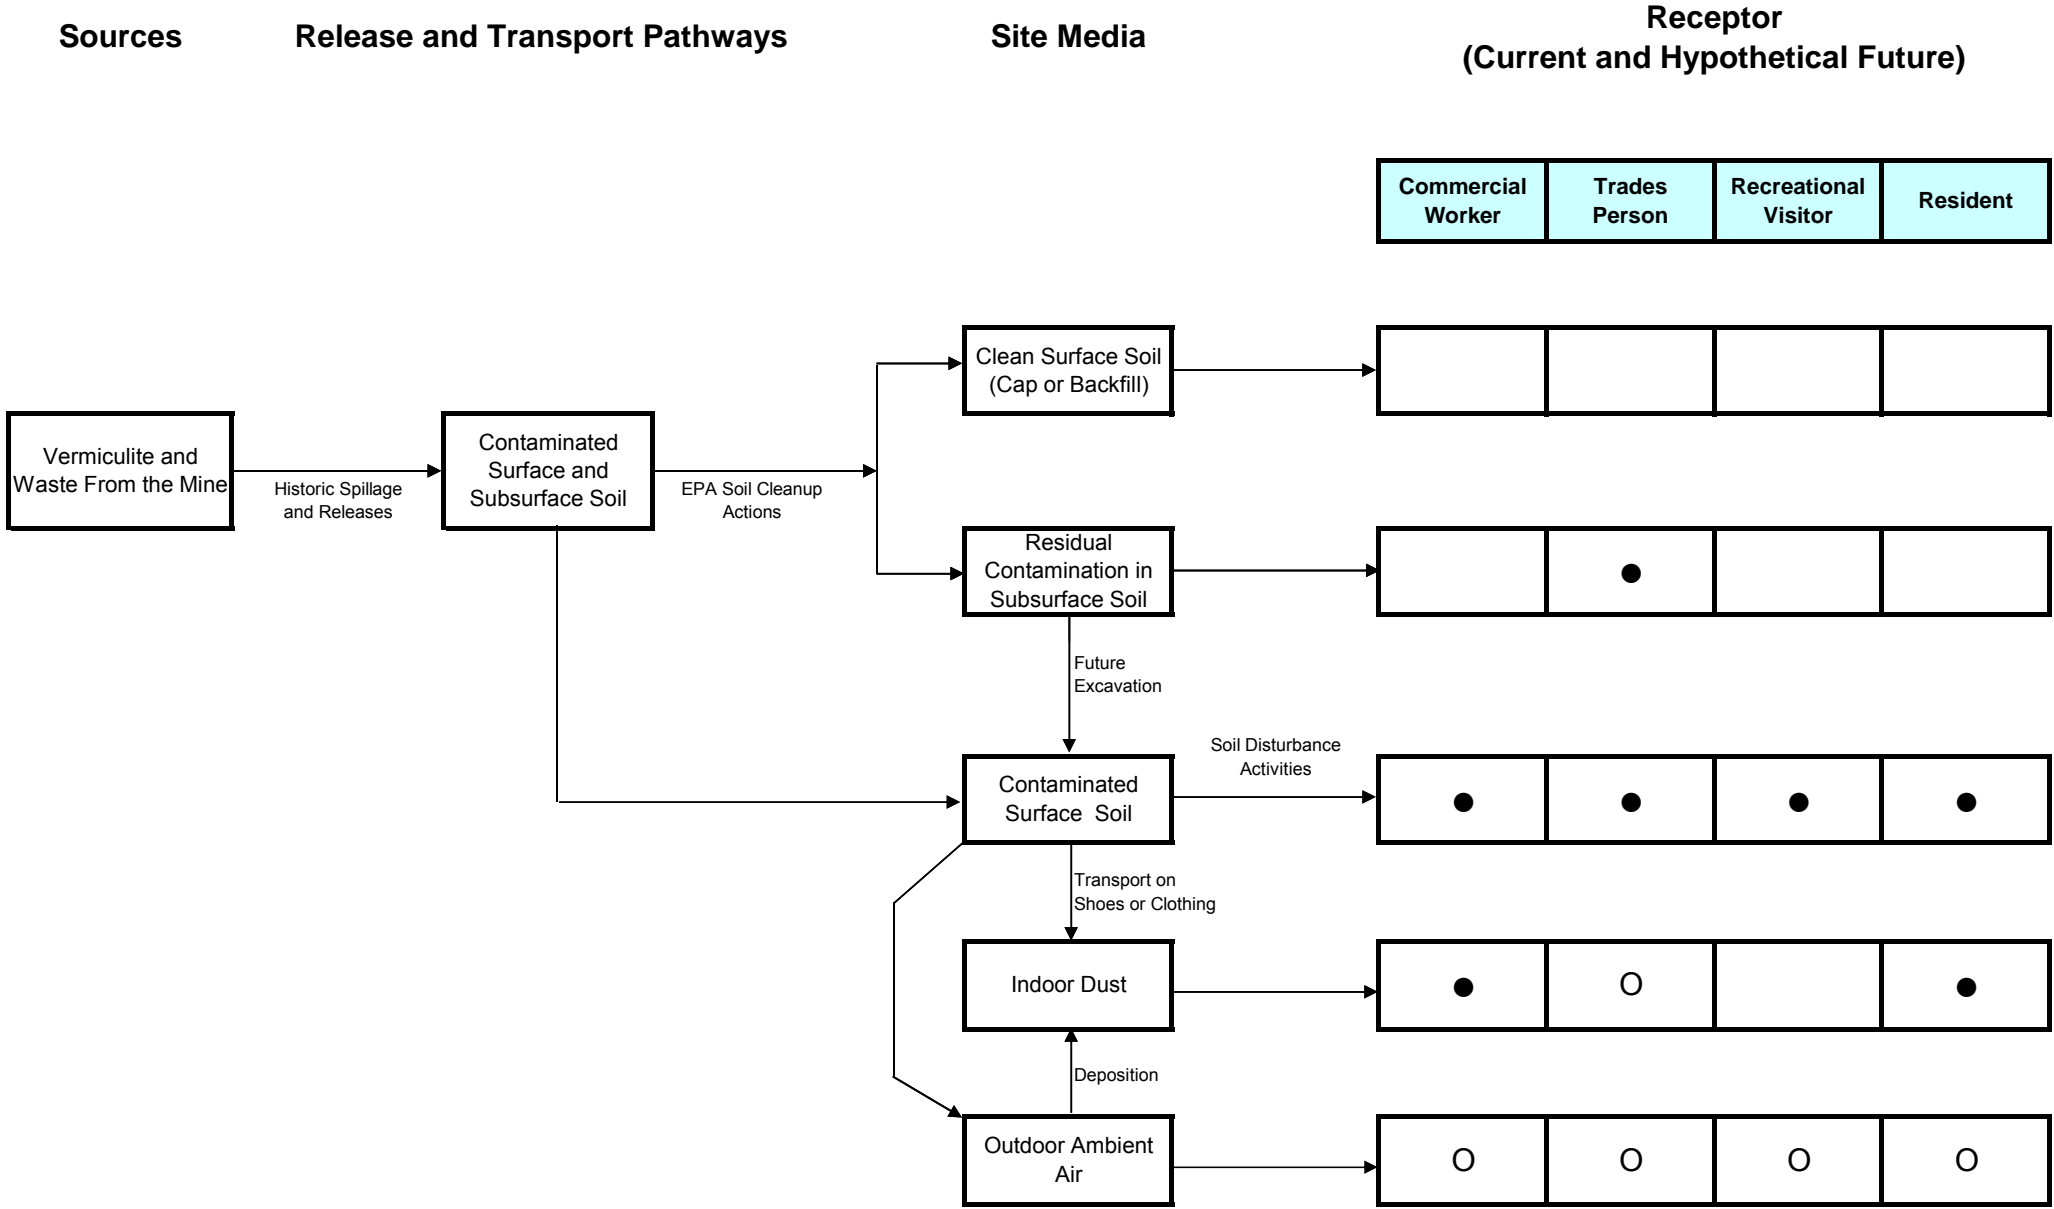 Sources
Release and Transport Pathways
Site Media
Receptor
(Current and Hypothetical Future)
Commercial
Worker
Trades
Person
Recreational
Visitor
Resident
Clean Surface Soil
(Cap or Backfill)
Vermiculite and
Waste From the Mine
Historic Spillage
and Releases
Contaminated
Surface and
Subsurface Soil
EPA Soil Cleanup
Actions
Residual
Contamination in
Subsurface Soil
●
Future
Excavation
Contaminated
Surface  Soil
Soil Disturbance
Activities
● ● ● ●
Transport on
Shoes or Clothing
Indoor Dust
● O ●
Deposition
Outdoor Ambient
Air
O O O O